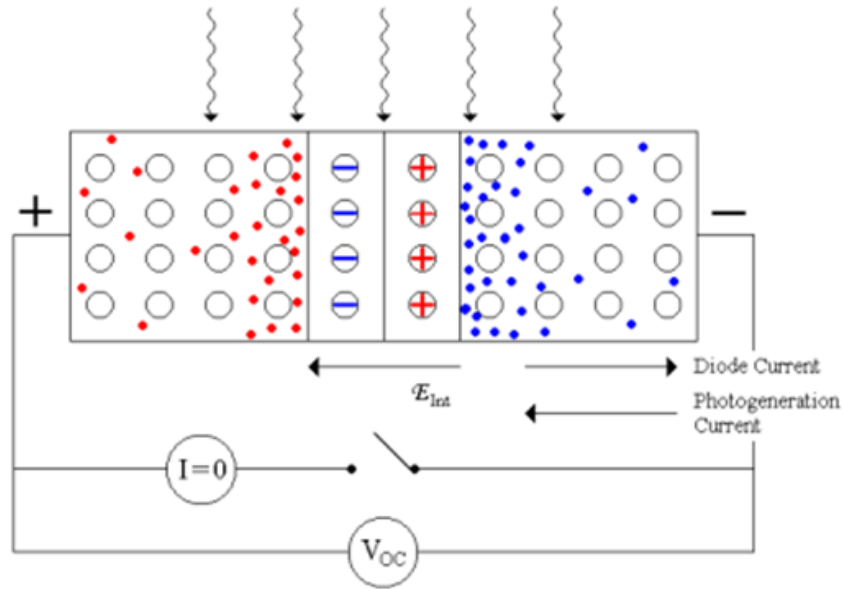 +
−
− +
− +
− +
− +
Diode Current
ℰInt
Photogeneration
Current
I=0
VOC